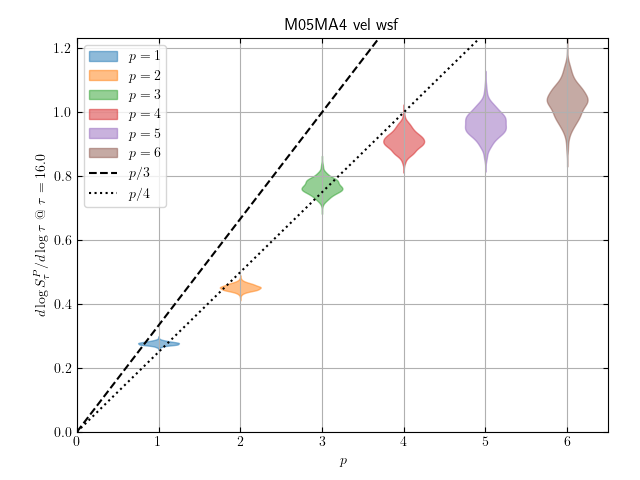 M05MA4 vel wsf
d log S_τ^P / d log τ @ τ = 16.0
1.2
1.0
0.8
0.6
0.4
0.2
0.0
p = 1
p = 2
p = 3
p = 4
p = 5
p = 6
p/3
p/4
0 1 2 3 4 5 6
p